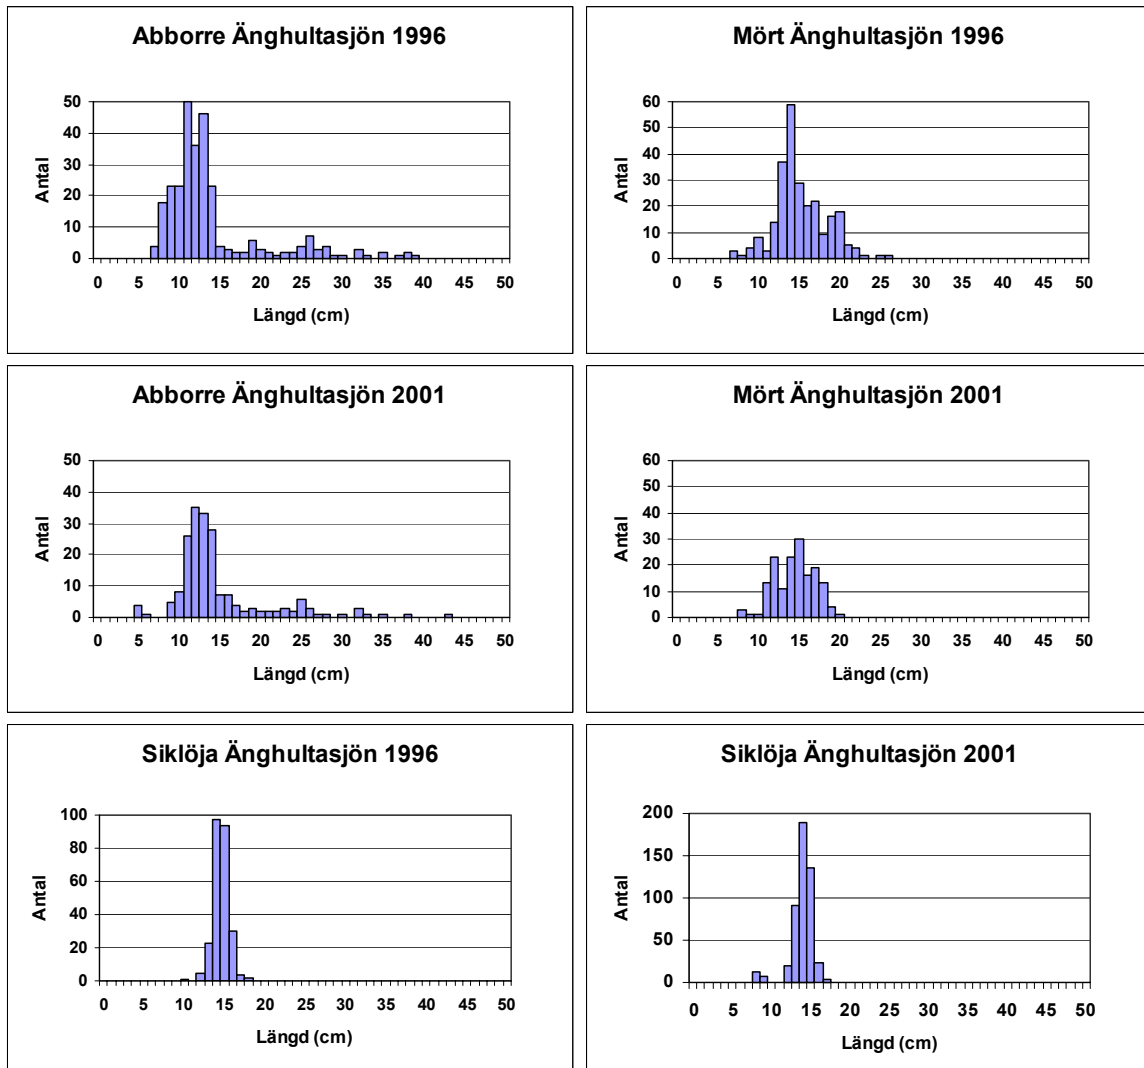 Abborre Änghultasjön 1996
50
40
30
20
10
0
Antal
0 5 10 15 20 25 30 35 40 45 50
Längd (cm)
Mört Änghultasjön 1996
60
50
40
30
20
10
0
Antal
0 5 10 15 20 25 30 35 40 45 50
Längd (cm)
Abborre Änghultasjön 2001
50
40
30
20
10
0
Antal
0 5 10 15 20 25 30 35 40 45 50
Längd (cm)
Mört Änghultasjön 2001
60
50
40
30
20
10
0
Antal
0 5 10 15 20 25 30 35 40 45 50
Längd (cm)
Siklöja Änghultasjön 1996
100
80
60
40
20
0
Antal
0 5 10 15 20 25 30 35 40 45 50
Längd (cm)
Siklöja Änghultasjön 2001
200
150
100
50
0
Antal
0 5 10 15 20 25 30 35 40 45 50
Längd (cm)